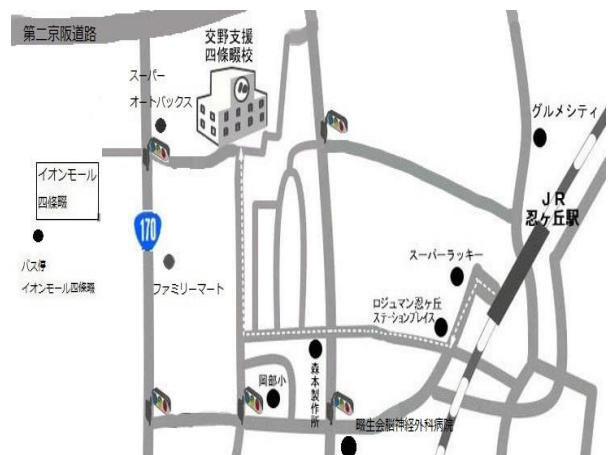 第二京阪道路
交野支援
四條畷校
スーパー
オートバックス
グルメシティ
イオンモール
四條畷
JR
忍ヶ丘駅
170
バス停
イオンモール四條畷
ファミリーマート
スーパーラッキー
ロジュマン忍ヶ丘
ステーションプレイス
岡部小
森本製作所
畷生会脳神経外科病院